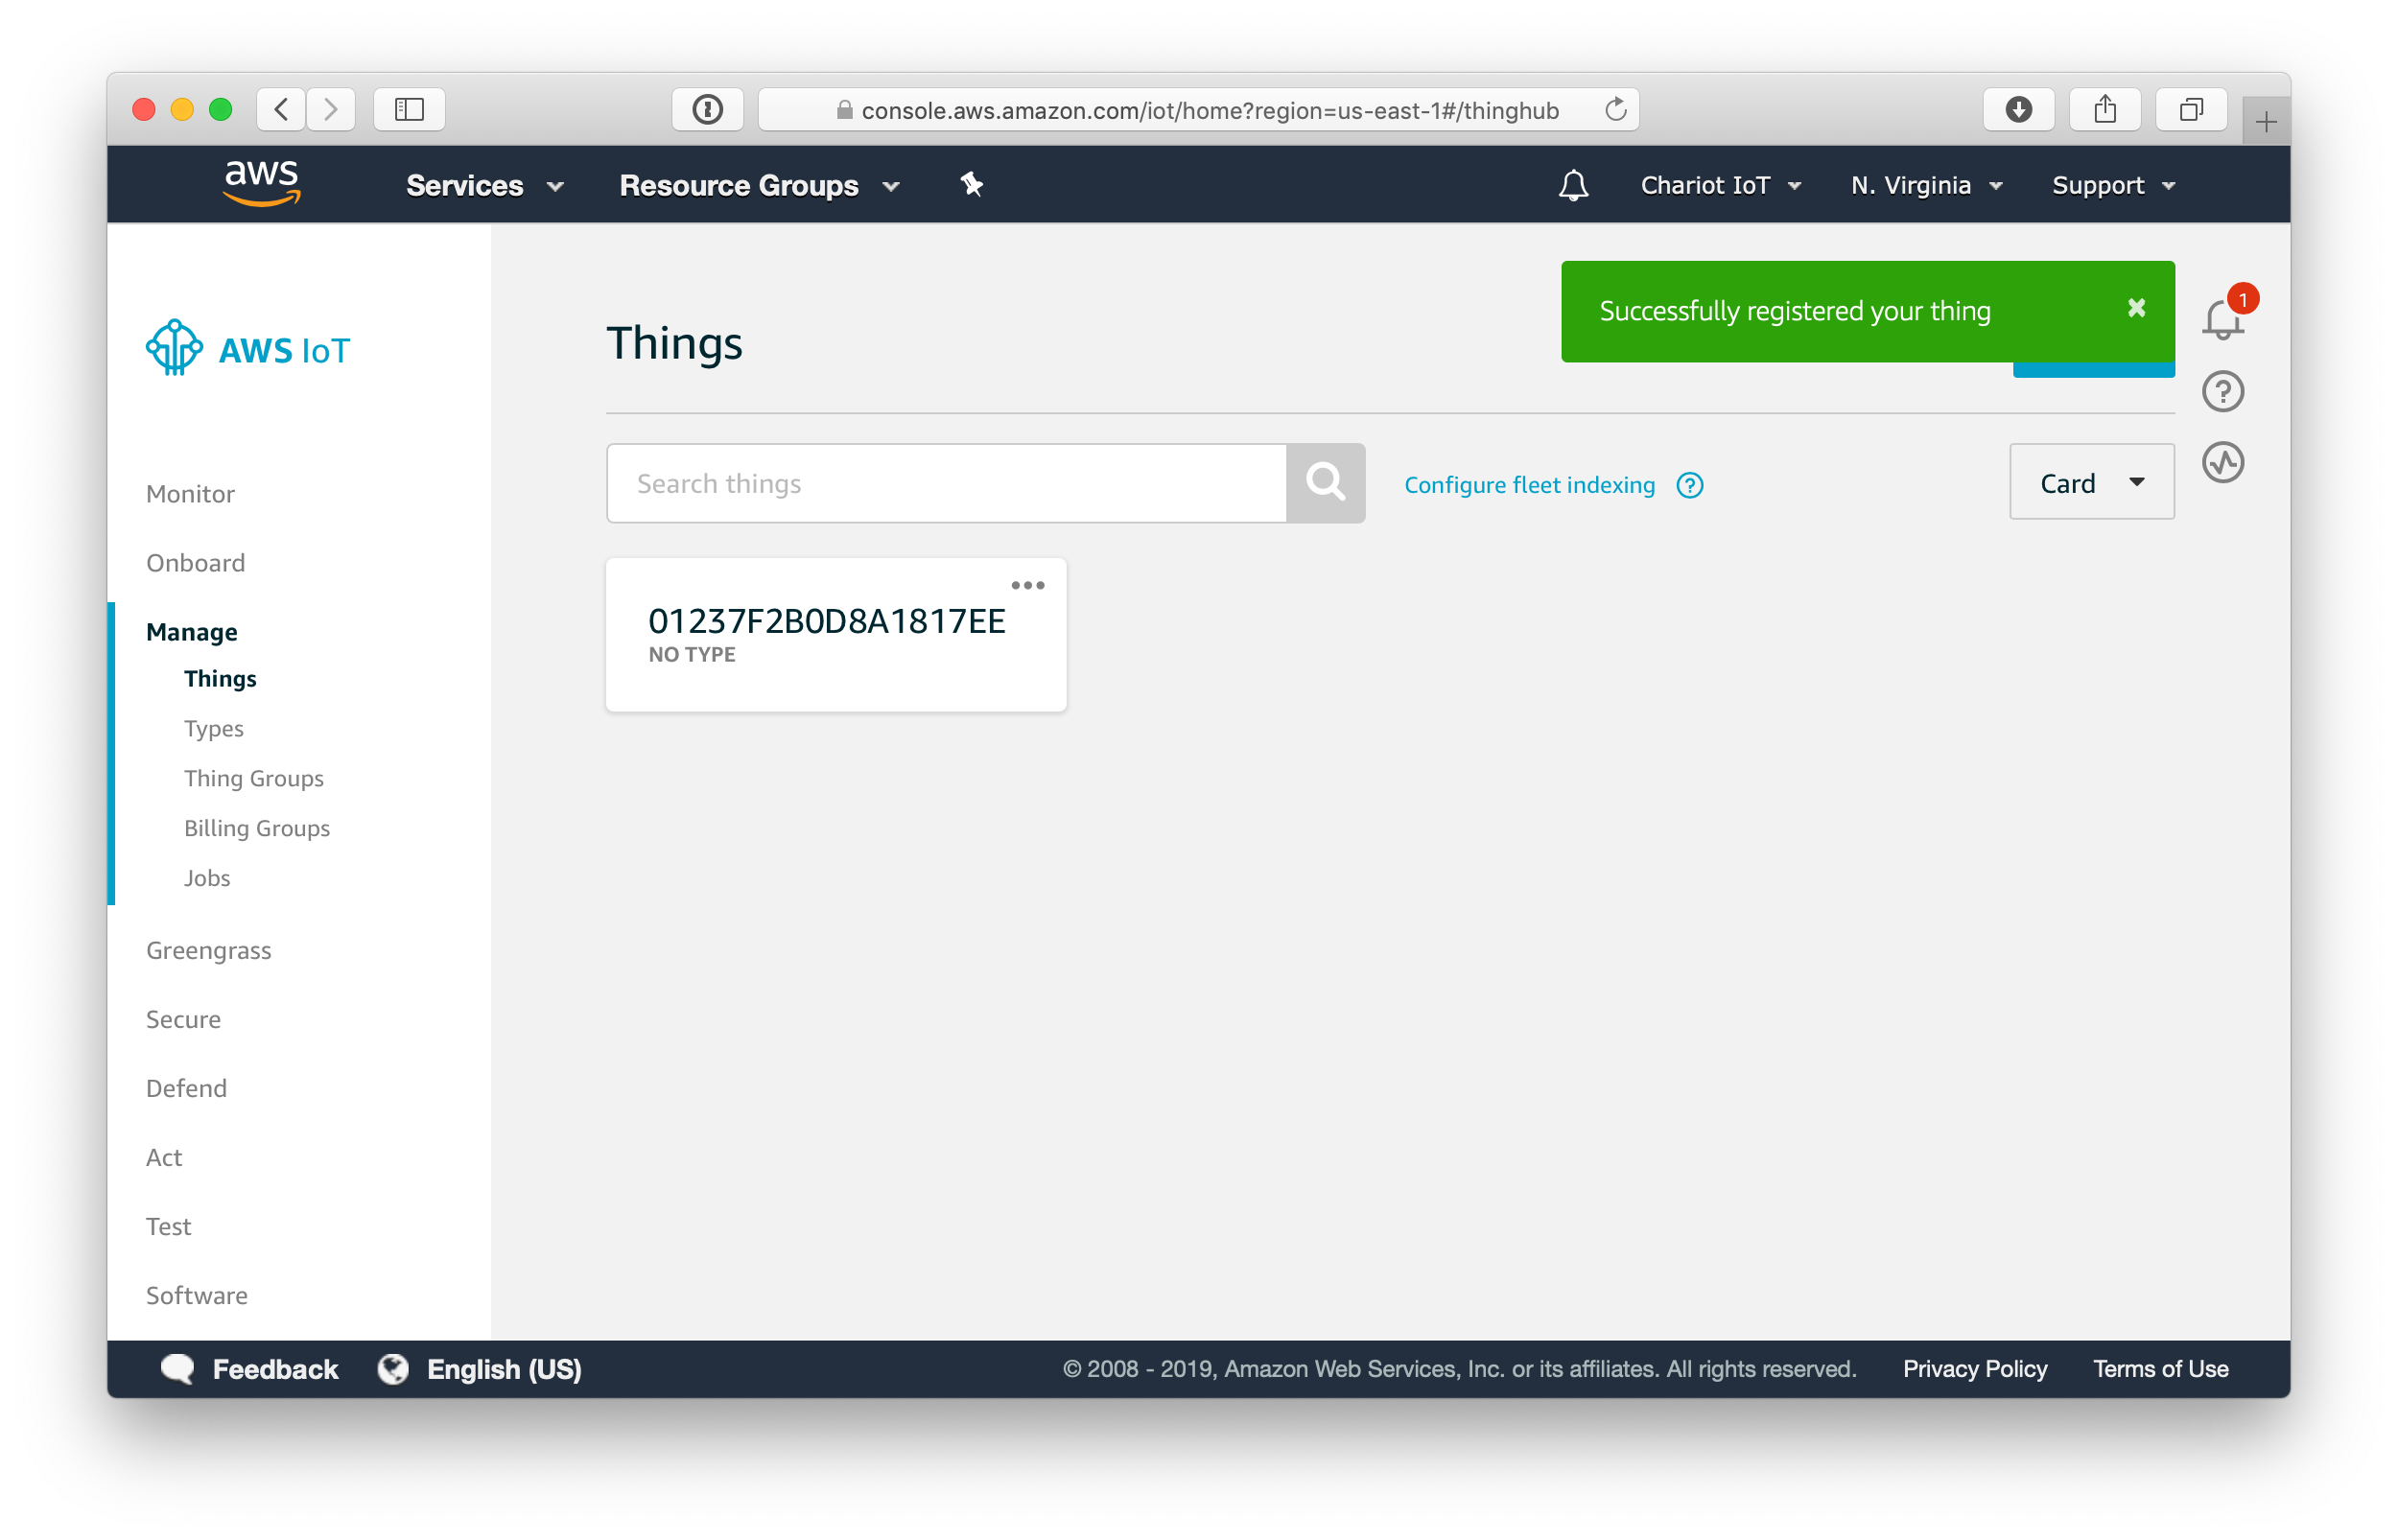 console.aws.amazon.com/iot/home?region=us-east-1#/thinghub
aws
Services
Resource Groups
Chariot IoT
N. Virginia
Support
AWS IoT
Monitor
Onboard
Manage
Things
Types
Thing Groups
Billing Groups
Jobs
Greengrass
Secure
Defend
Act
Test
Software
Things
Successfully registered your thing
1
Search things
Configure fleet indexing
Card
01237F2B0D8A1817EE
NO TYPE
Feedback
English (US)
© 2008 - 2019, Amazon Web Services, Inc. or its affiliates. All rights reserved.
Privacy Policy
Terms of Use